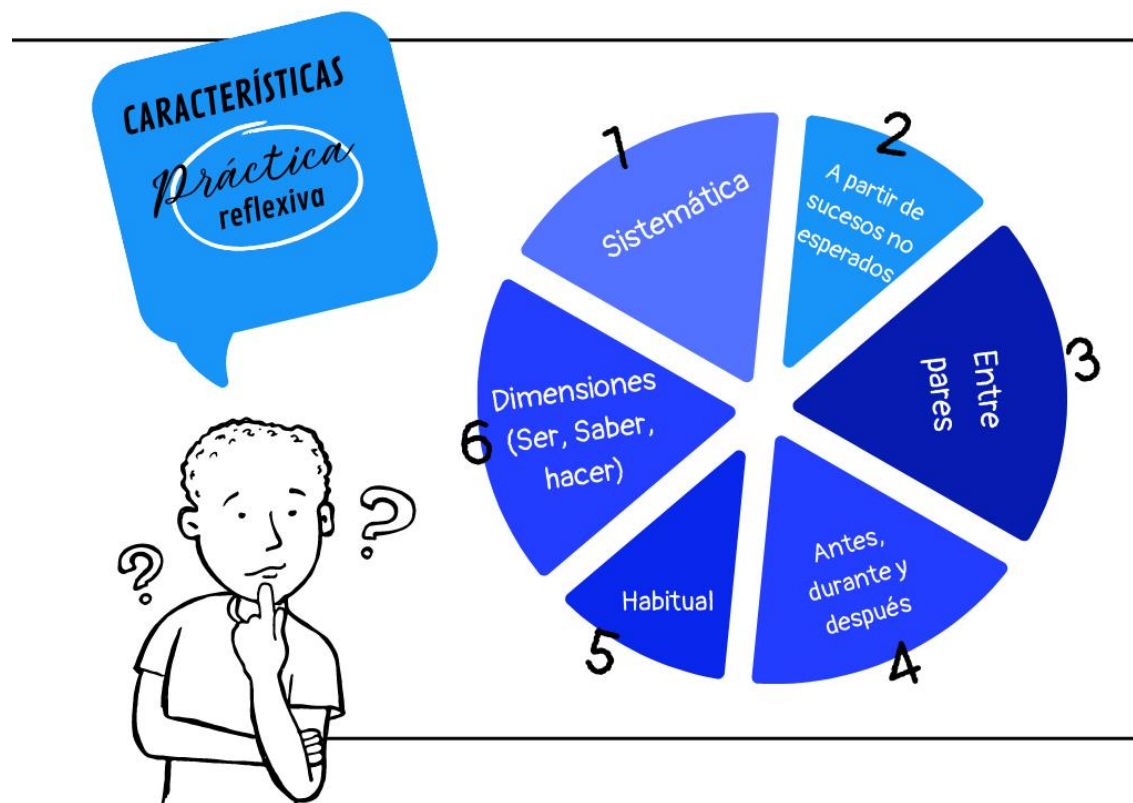 CARACTERÍSTICAS
Práctica
reflexiva
1
Sistemática
2
A partir de
sucesos no
esperados
3
Entre
pares
4
Antes,
durante y
después
5
Habitual
6
Dimensiones
(Ser, Saber,
hacer)
?
?